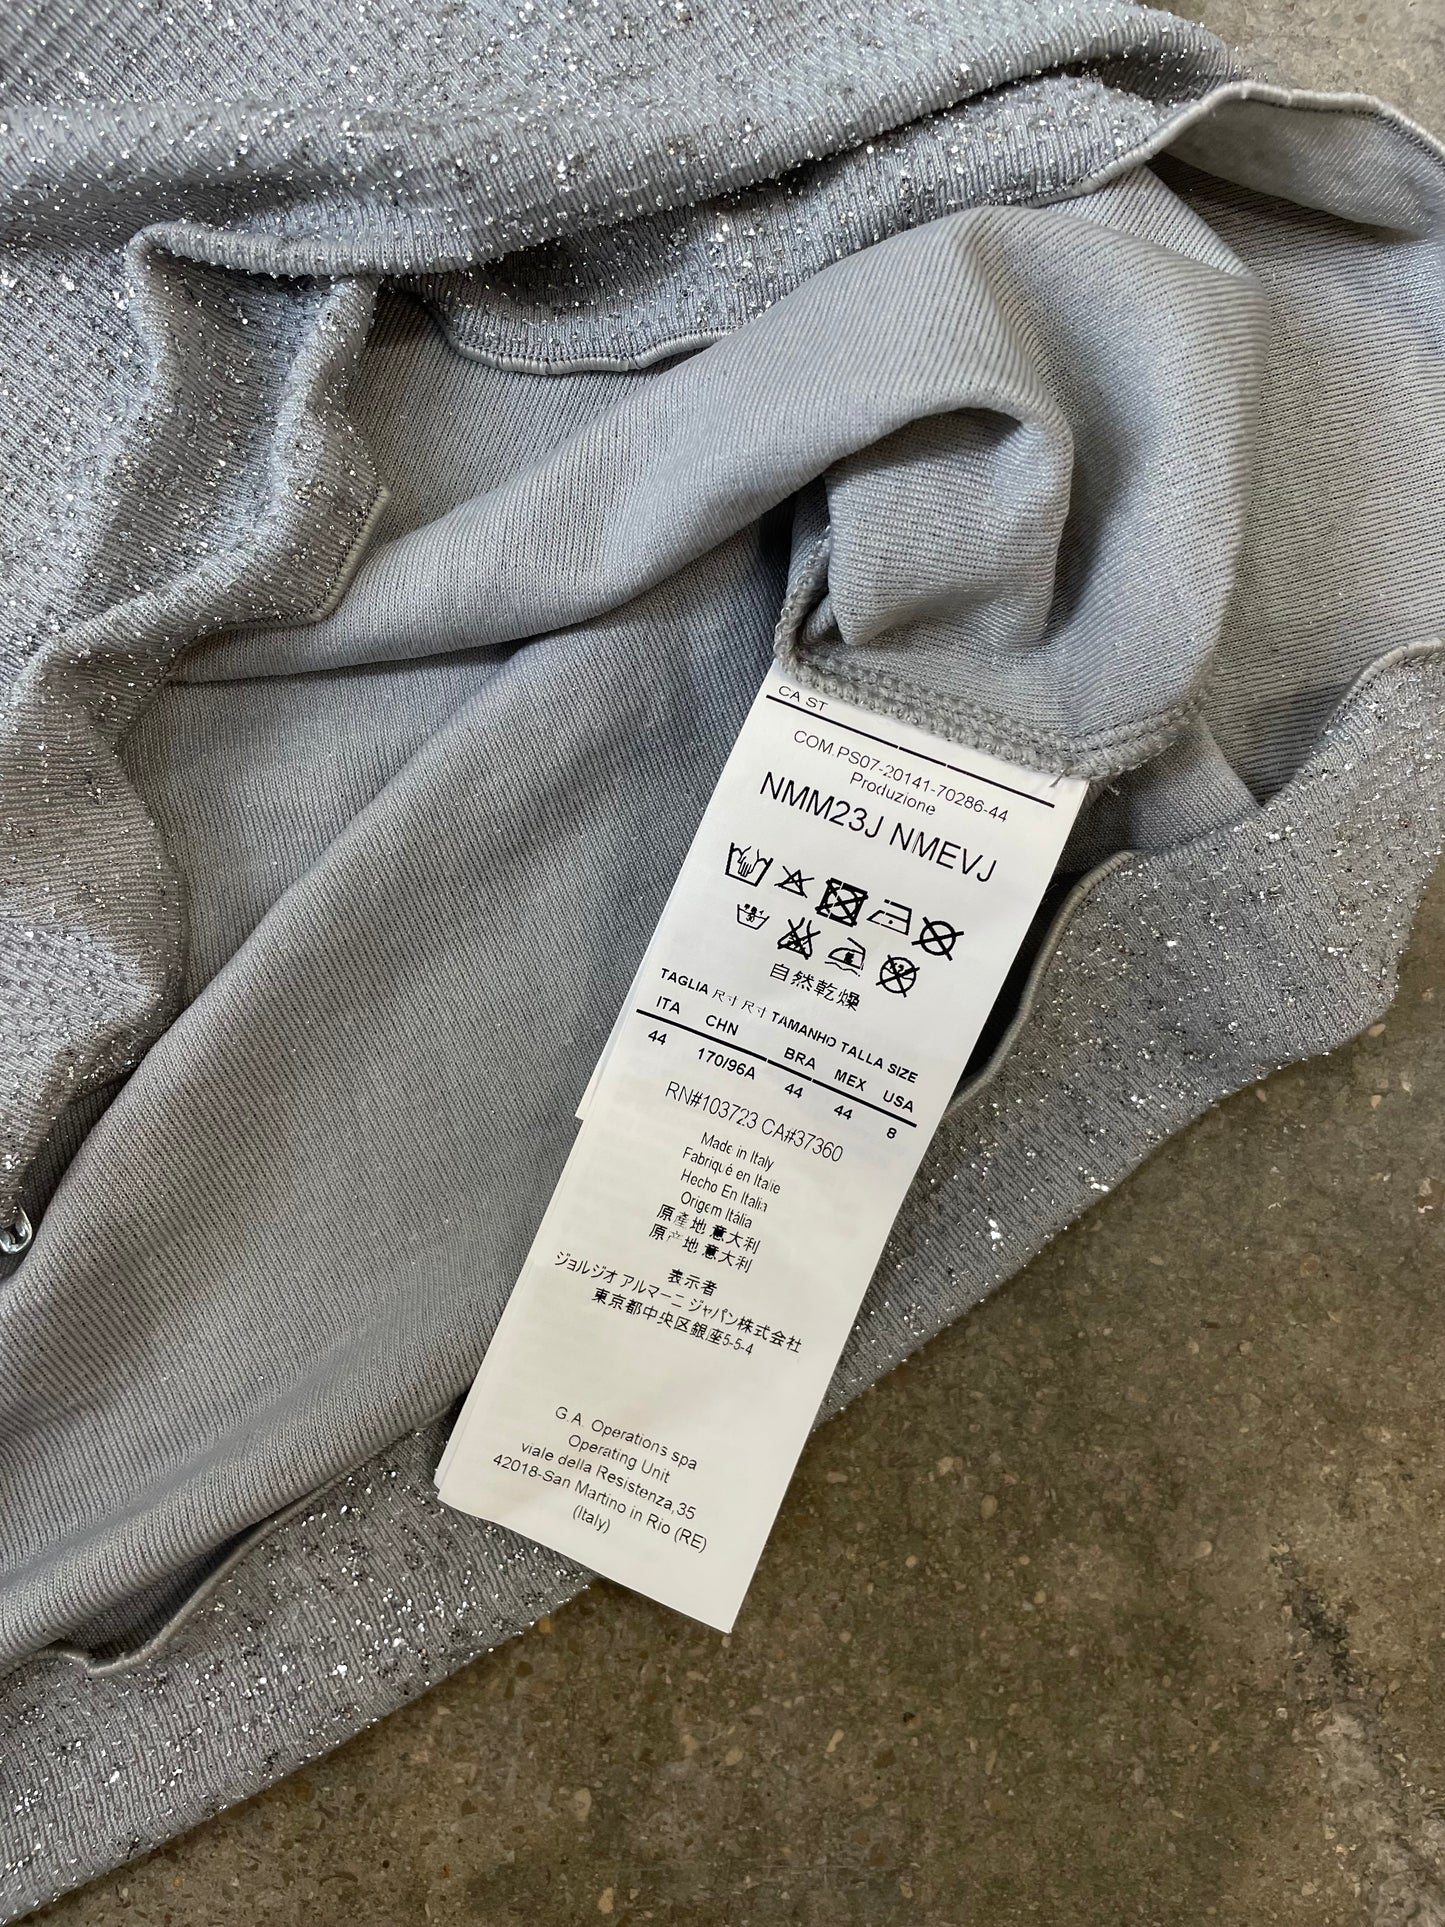 CA ST
COM.PS07-20141-70286-44
Produzione
NMM23J NMEVJ
自然乾燥
TAGLIA 尺寸 尺寸 TAMANHO TALLA SIZE
ITA CHN BRA MEX USA
44 170/96A 44 44 8
RN#103723 CA#37360
Made in Italy
Fabriqué en Italie
Hecho En Italia
Origem Itália
原產地 意大利
原产地 意大利
表示者
ジョルジオ アルマーニ ジャパン株式会社
東京都中央区銀座5-5-4
G.A. Operations spa
Operating Unit
viale della Resistenza,35
42018-San Martino in Rio (RE)
(Italy)